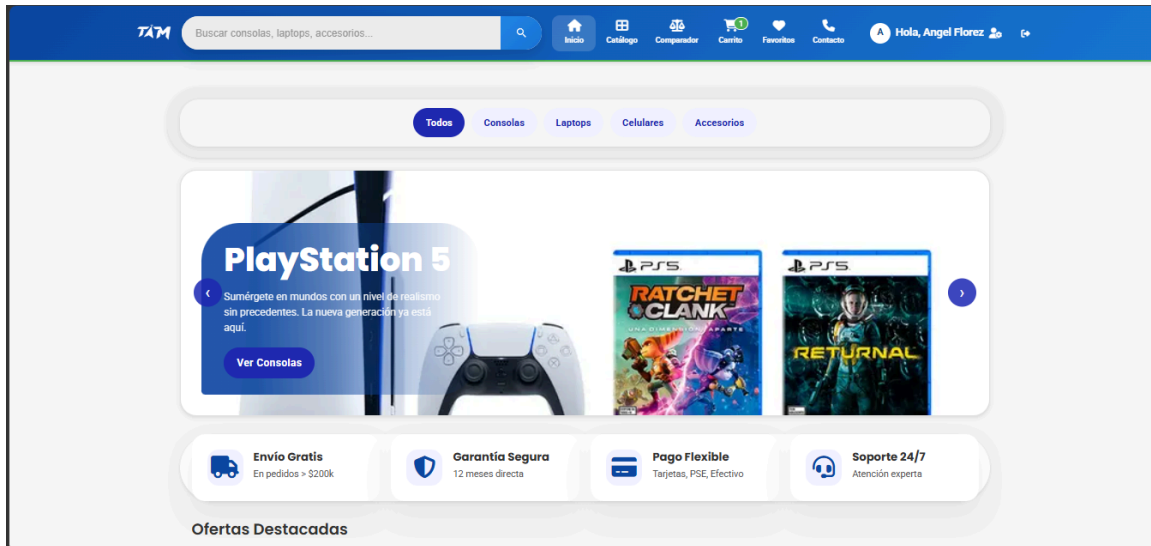 TAM
Buscar consolas, laptops, accesorios...
Inicio
Catálogo
Comparador
1
Carrito
Favoritos
Contacto
A
Hola, Angel Florez
Todos
Consolas
Laptops
Celulares
Accesorios
PlayStation 5
Sumérgete en mundos con un nivel de realismo
sin precedentes. La nueva generación ya está
aquí.
Ver Consolas
PS5
RATCHET
CLANK
UNA DIMENSIÓN APARTE
PS5
RETURNAL
Envío Gratis
En pedidos > $200k
Garantía Segura
12 meses directa
Pago Flexible
Tarjetas, PSE, Efectivo
Soporte 24/7
Atención experta
Ofertas Destacadas